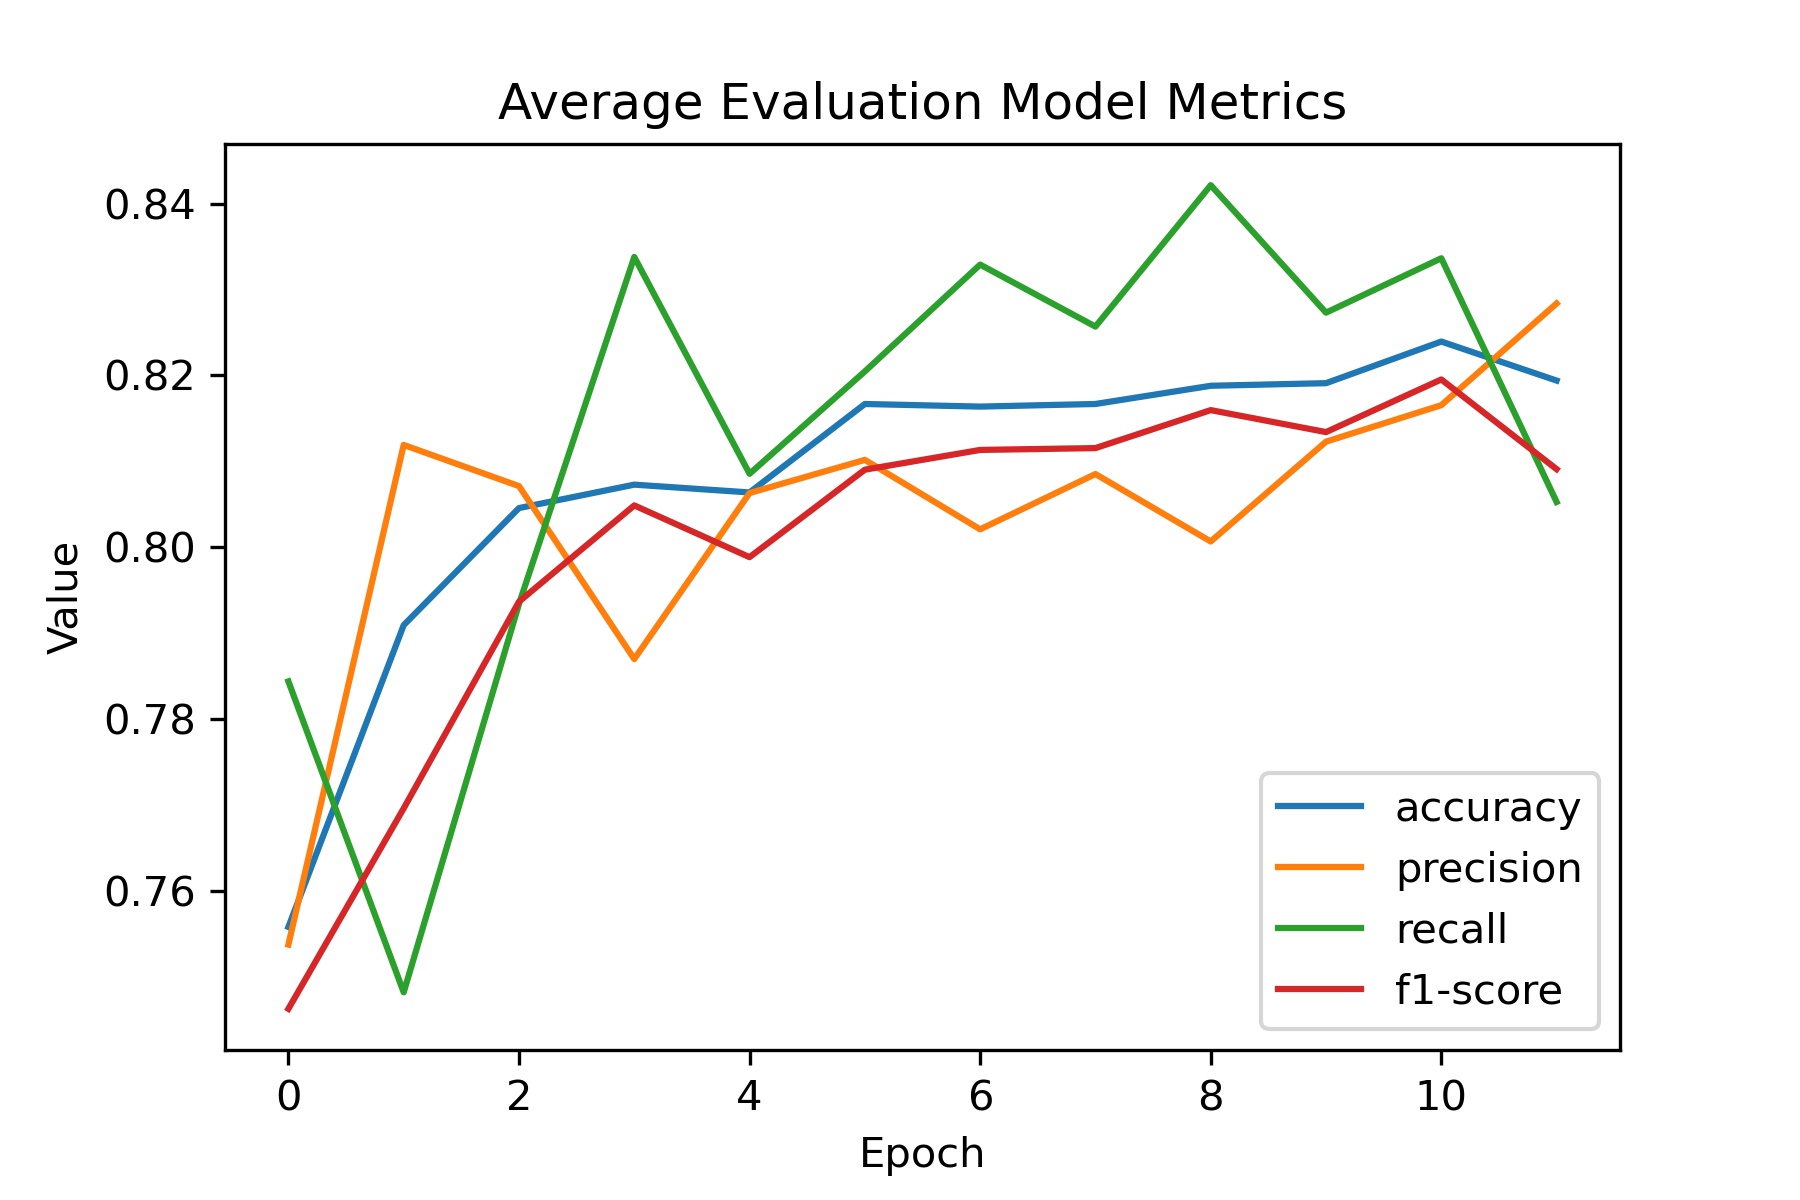 Average Evaluation Model Metrics
0.84
0.82
0.80
0.78
0.76
Value
accuracy
precision
recall
f1-score
0 2 4 6 8 10
Epoch